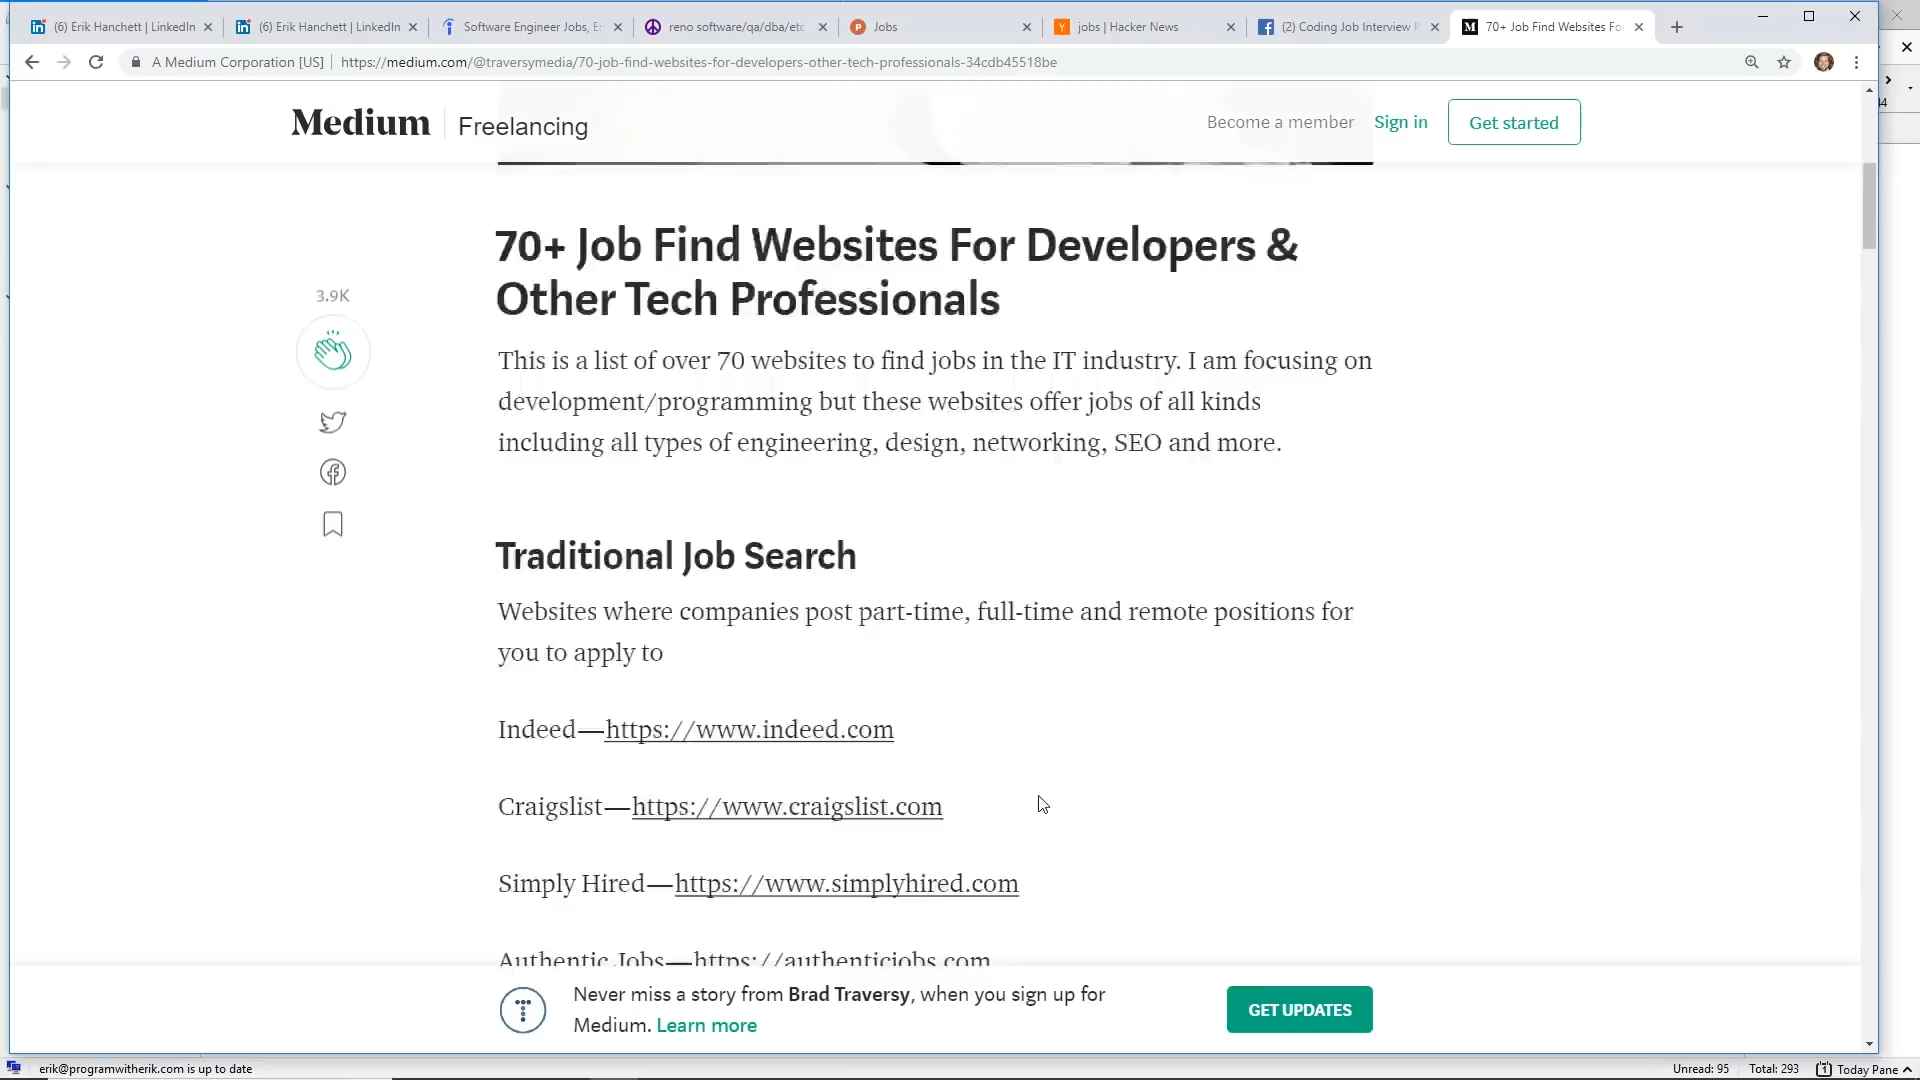 (6) Erik Hanchett | LinkedIn
(6) Erik Hanchett | LinkedIn
Software Engineer Jobs, E
reno software/qa/dba/etc
Jobs
jobs | Hacker News
(2) Coding Job Interview P
70+ Job Find Websites Fo
A Medium Corporation [US] | https://medium.com/@traversymedia/70-job-find-websites-for-developers-other-tech-professionals-34cdb45518be
Medium
Freelancing
Become a member
Sign in
Get started
70+ Job Find Websites For Developers &
Other Tech Professionals
3.9K
This is a list of over 70 websites to find jobs in the IT industry. I am focusing on
development/programming but these websites offer jobs of all kinds
including all types of engineering, design, networking, SEO and more.
Traditional Job Search
Websites where companies post part-time, full-time and remote positions for
you to apply to
Indeed—https://www.indeed.com
Craigslist—https://www.craigslist.com
Simply Hired—https://www.simplyhired.com
Authentic Jobs—https://authenticjobs.com
Never miss a story from Brad Traversy, when you sign up for
Medium. Learn more
GET UPDATES
erik@programwitherik.com is up to date
Unread: 95
Total: 293
Today Pane